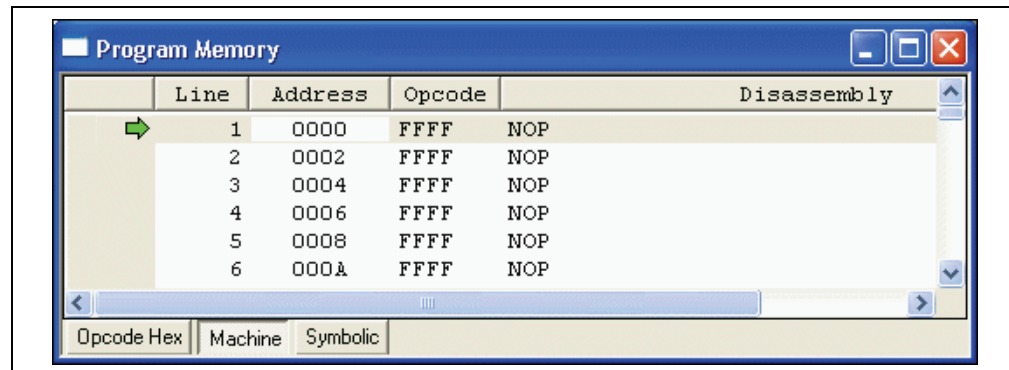 Program Memory
Line Address Opcode Disassembly
1 0000 FFFF NOP
2 0002 FFFF NOP
3 0004 FFFF NOP
4 0006 FFFF NOP
5 0008 FFFF NOP
6 000A FFFF NOP
Opcode Hex Machine Symbolic